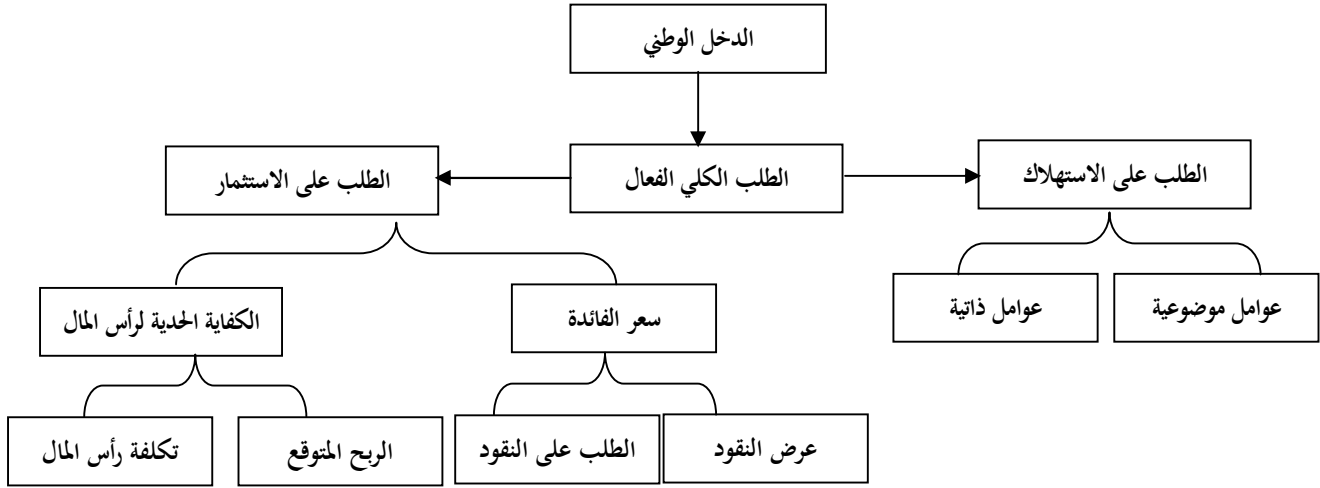 الدخل الوطني
الطلب على الاستهلاك
الطلب الكلي الفعال
الطلب على الاستثمار
عوامل موضوعية
عوامل ذاتية
سعر الفائدة
الكفاية الحدية لرأس المال
عرض النقود
الطلب على النقود
الربح المتوقع
تكلفة رأس المال